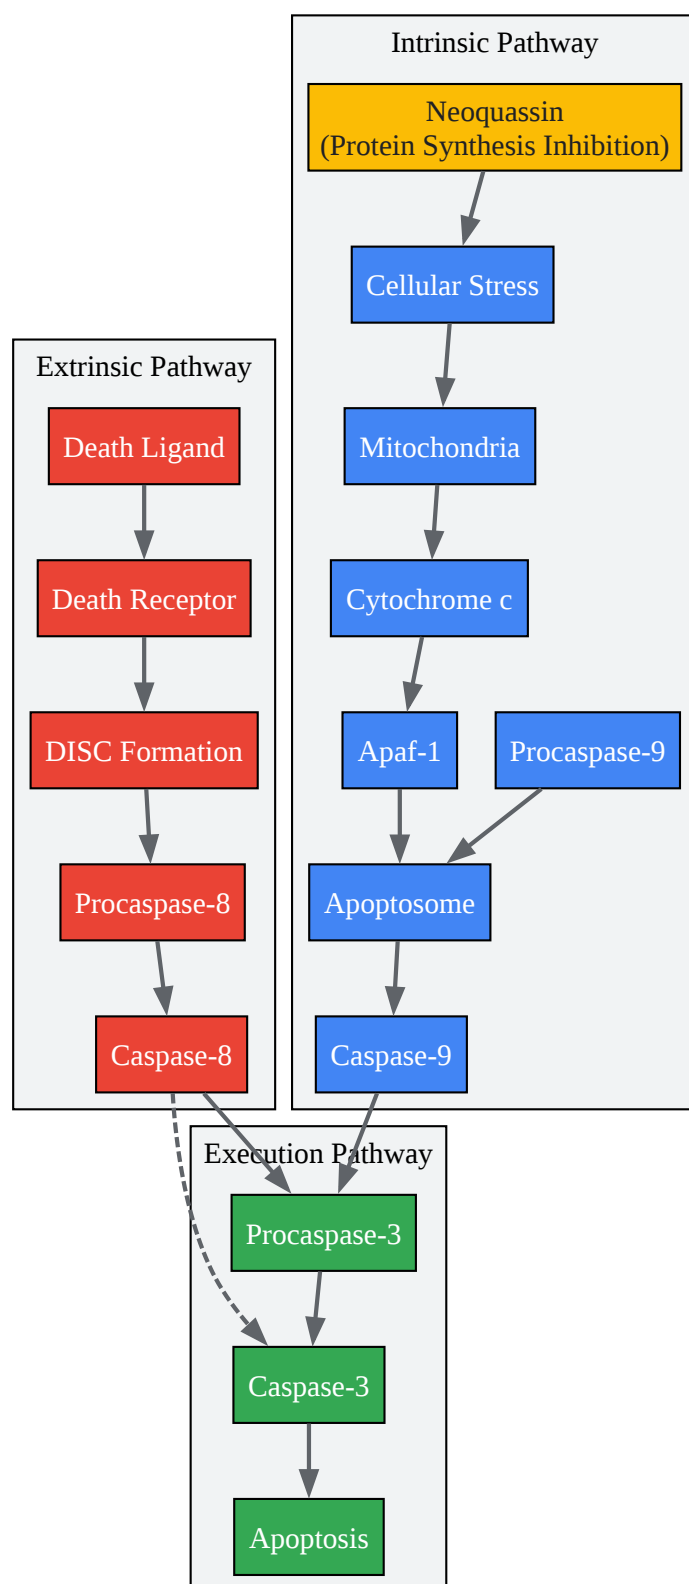 Intrinsic Pathway
Neoquassin
(Protein Synthesis Inhibition)
Cellular Stress
Mitochondria
Cytochrome c
Apaf-1
Procaspase-9
Apoptosome
Caspase-9
Extrinsic Pathway
Death Ligand
Death Receptor
DISC Formation
Procaspase-8
Caspase-8
Execution Pathway
Procaspase-3
Caspase-3
Apoptosis